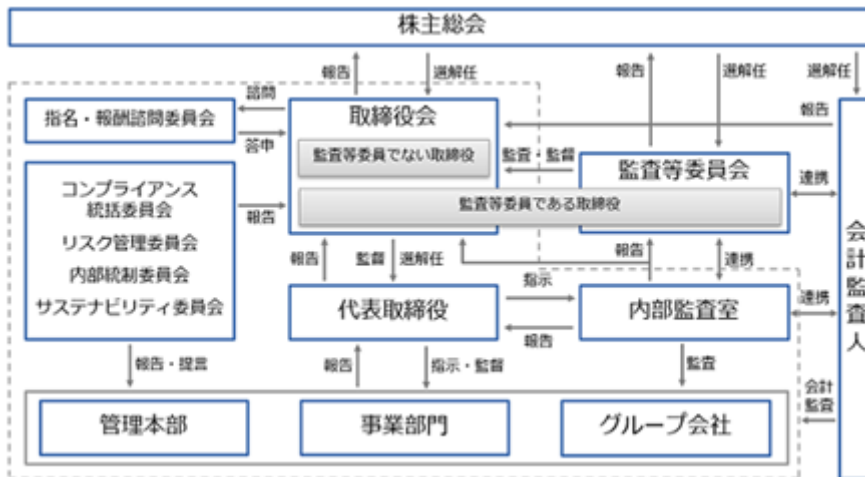 株主総会
報告
選解任
報告
選解任
選解任
諮問
指名・報酬諮問委員会
答申
取締役会
監査等委員でない取締役
監査・監督
監査等委員会
報告
監査等委員である取締役
連携
コンプライアンス
統括委員会
リスク管理委員会
内部統制委員会
サステナビリティ委員会
報告
報告
監督
選解任
報告
連携
代表取締役
指示
報告
内部監査室
連携
会計監査人
報告・提言
報告
指示・監督
監査
会計
監査
管理本部
事業部門
グループ会社